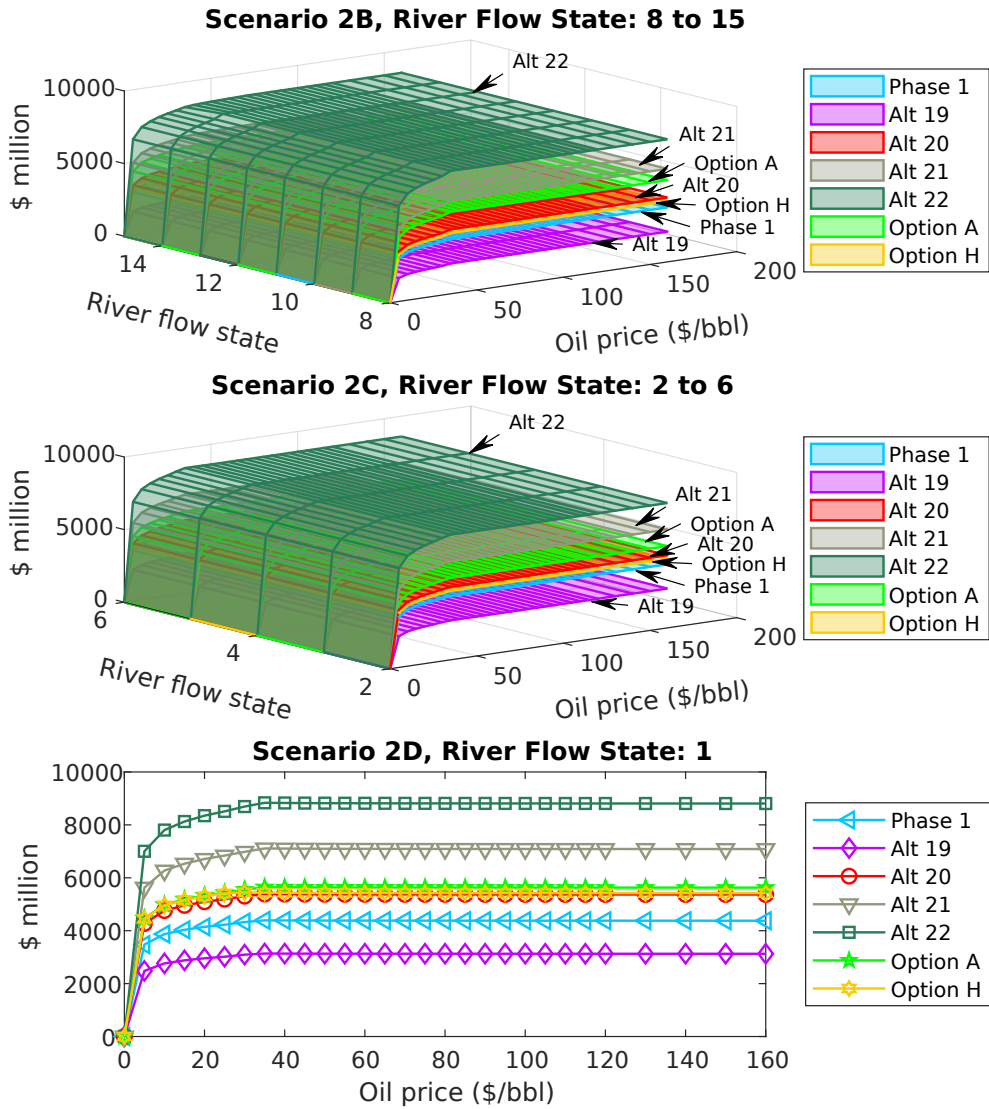 Scenario 2B, River Flow State: 8 to 15
10000
5000
0
$ million
14
12
10
8
River flow state
0
50
100
150
200
Oil price ($/bbl)
Alt 22
Alt 21
Option A
Alt 20
Option H
Phase 1
Alt 19
Phase 1
Alt 19
Alt 20
Alt 21
Alt 22
Option A
Option H
Scenario 2C, River Flow State: 2 to 6
10000
5000
0
$ million
6
4
2
River flow state
0
50
100
150
200
Oil price ($/bbl)
Alt 22
Alt 21
Option A
Alt 20
Option H
Phase 1
Alt 19
Phase 1
Alt 19
Alt 20
Alt 21
Alt 22
Option A
Option H
Scenario 2D, River Flow State: 1
10000
8000
6000
4000
2000
0
$ million
0
20
40
60
80
100
120
140
160
Oil price ($/bbl)
Phase 1
Alt 19
Alt 20
Alt 21
Alt 22
Option A
Option H